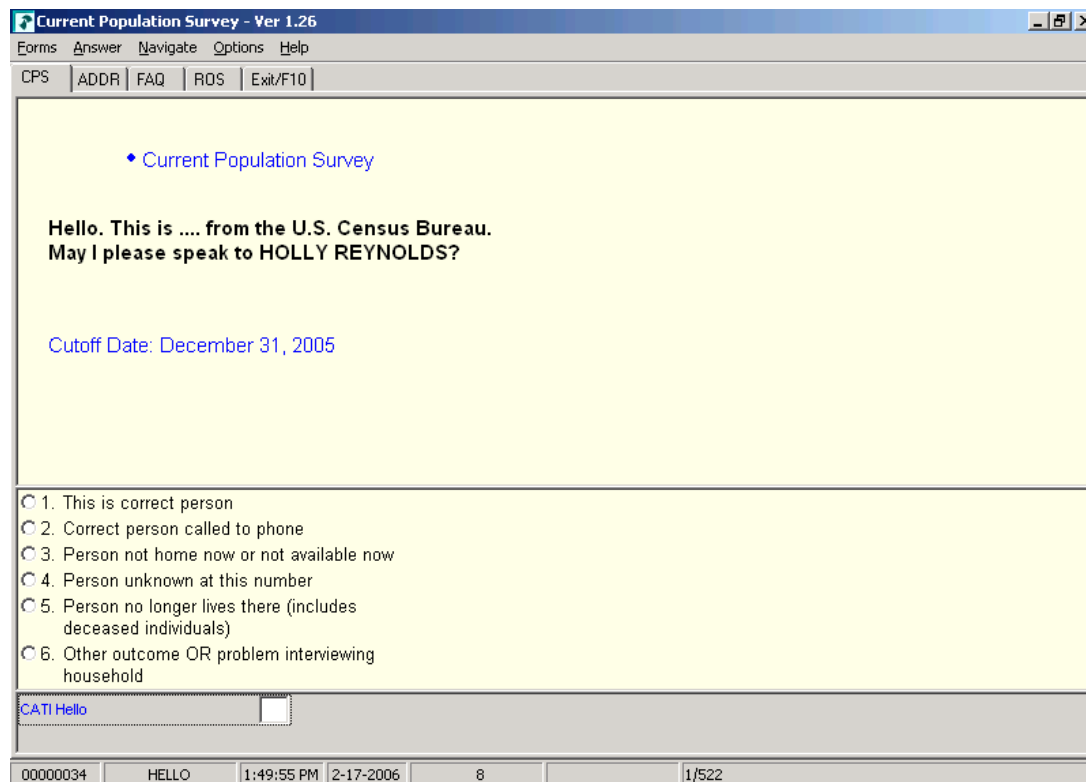 Current Population Survey - Ver 1.26
Forms Answer Navigate Options Help
CPS ADDR FAQ ROS Exit/F10
• Current Population Survey
Hello. This is .... from the U.S. Census Bureau.
May I please speak to HOLLY REYNOLDS?
Cutoff Date: December 31, 2005
1. This is correct person
2. Correct person called to phone
3. Person not home now or not available now
4. Person unknown at this number
5. Person no longer lives there (includes
deceased individuals)
6. Other outcome OR problem interviewing
household
CATI Hello
00000034 HELLO 1:49:55 PM 2-17-2006 8 1/522